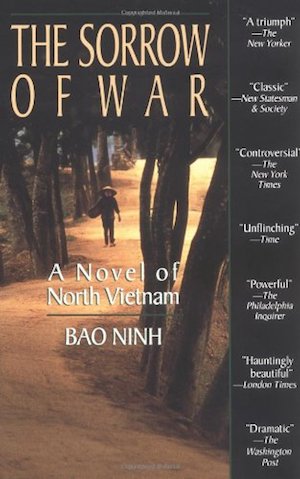 THE SORROW
OF WAR
A Novel of
North Vietnam
BAO NINH
"A triumph"
—The
New Yorker
"Classic"
—New Statesman
& Society
"Controversial"
—The
New York
Times
"Unflinching"
—Time
"Powerful"
—The
Philadelphia
Inquirer
"Hauntingly
beautiful"
—London Times
"Dramatic"
—The
Washington
Post